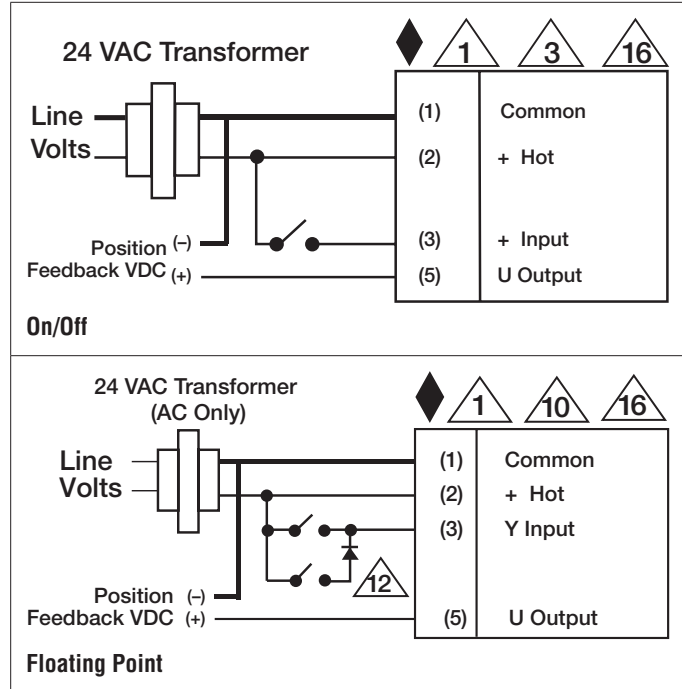 24 VAC Transformer
1 3 16
Line
Volts
(1) Common
(2) + Hot
(3) + Input
(5) U Output
Position (–)
Feedback VDC (+)
On/Off
24 VAC Transformer
(AC Only)
1 10 16
Line
Volts
(1) Common
(2) + Hot
(3) Y Input
12
Position (–)
Feedback VDC (+)
(5) U Output
Floating Point